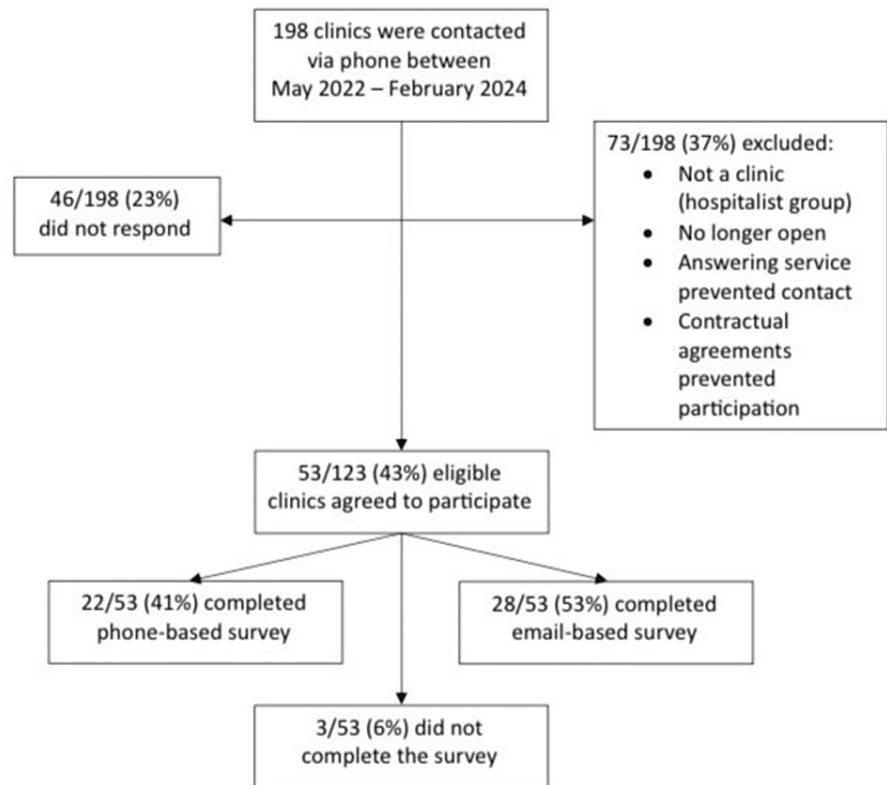 198 clinics were contacted
via phone between
May 2022 – February 2024
46/198 (23%)
did not respond
73/198 (37%) excluded:
• Not a clinic
(hospitalist group)
• No longer open
• Answering service
prevented contact
• Contractual
agreements
prevented
participation
53/123 (43%) eligible
clinics agreed to participate
22/53 (41%) completed
phone-based survey
28/53 (53%) completed
email-based survey
3/53 (6%) did not
complete the survey